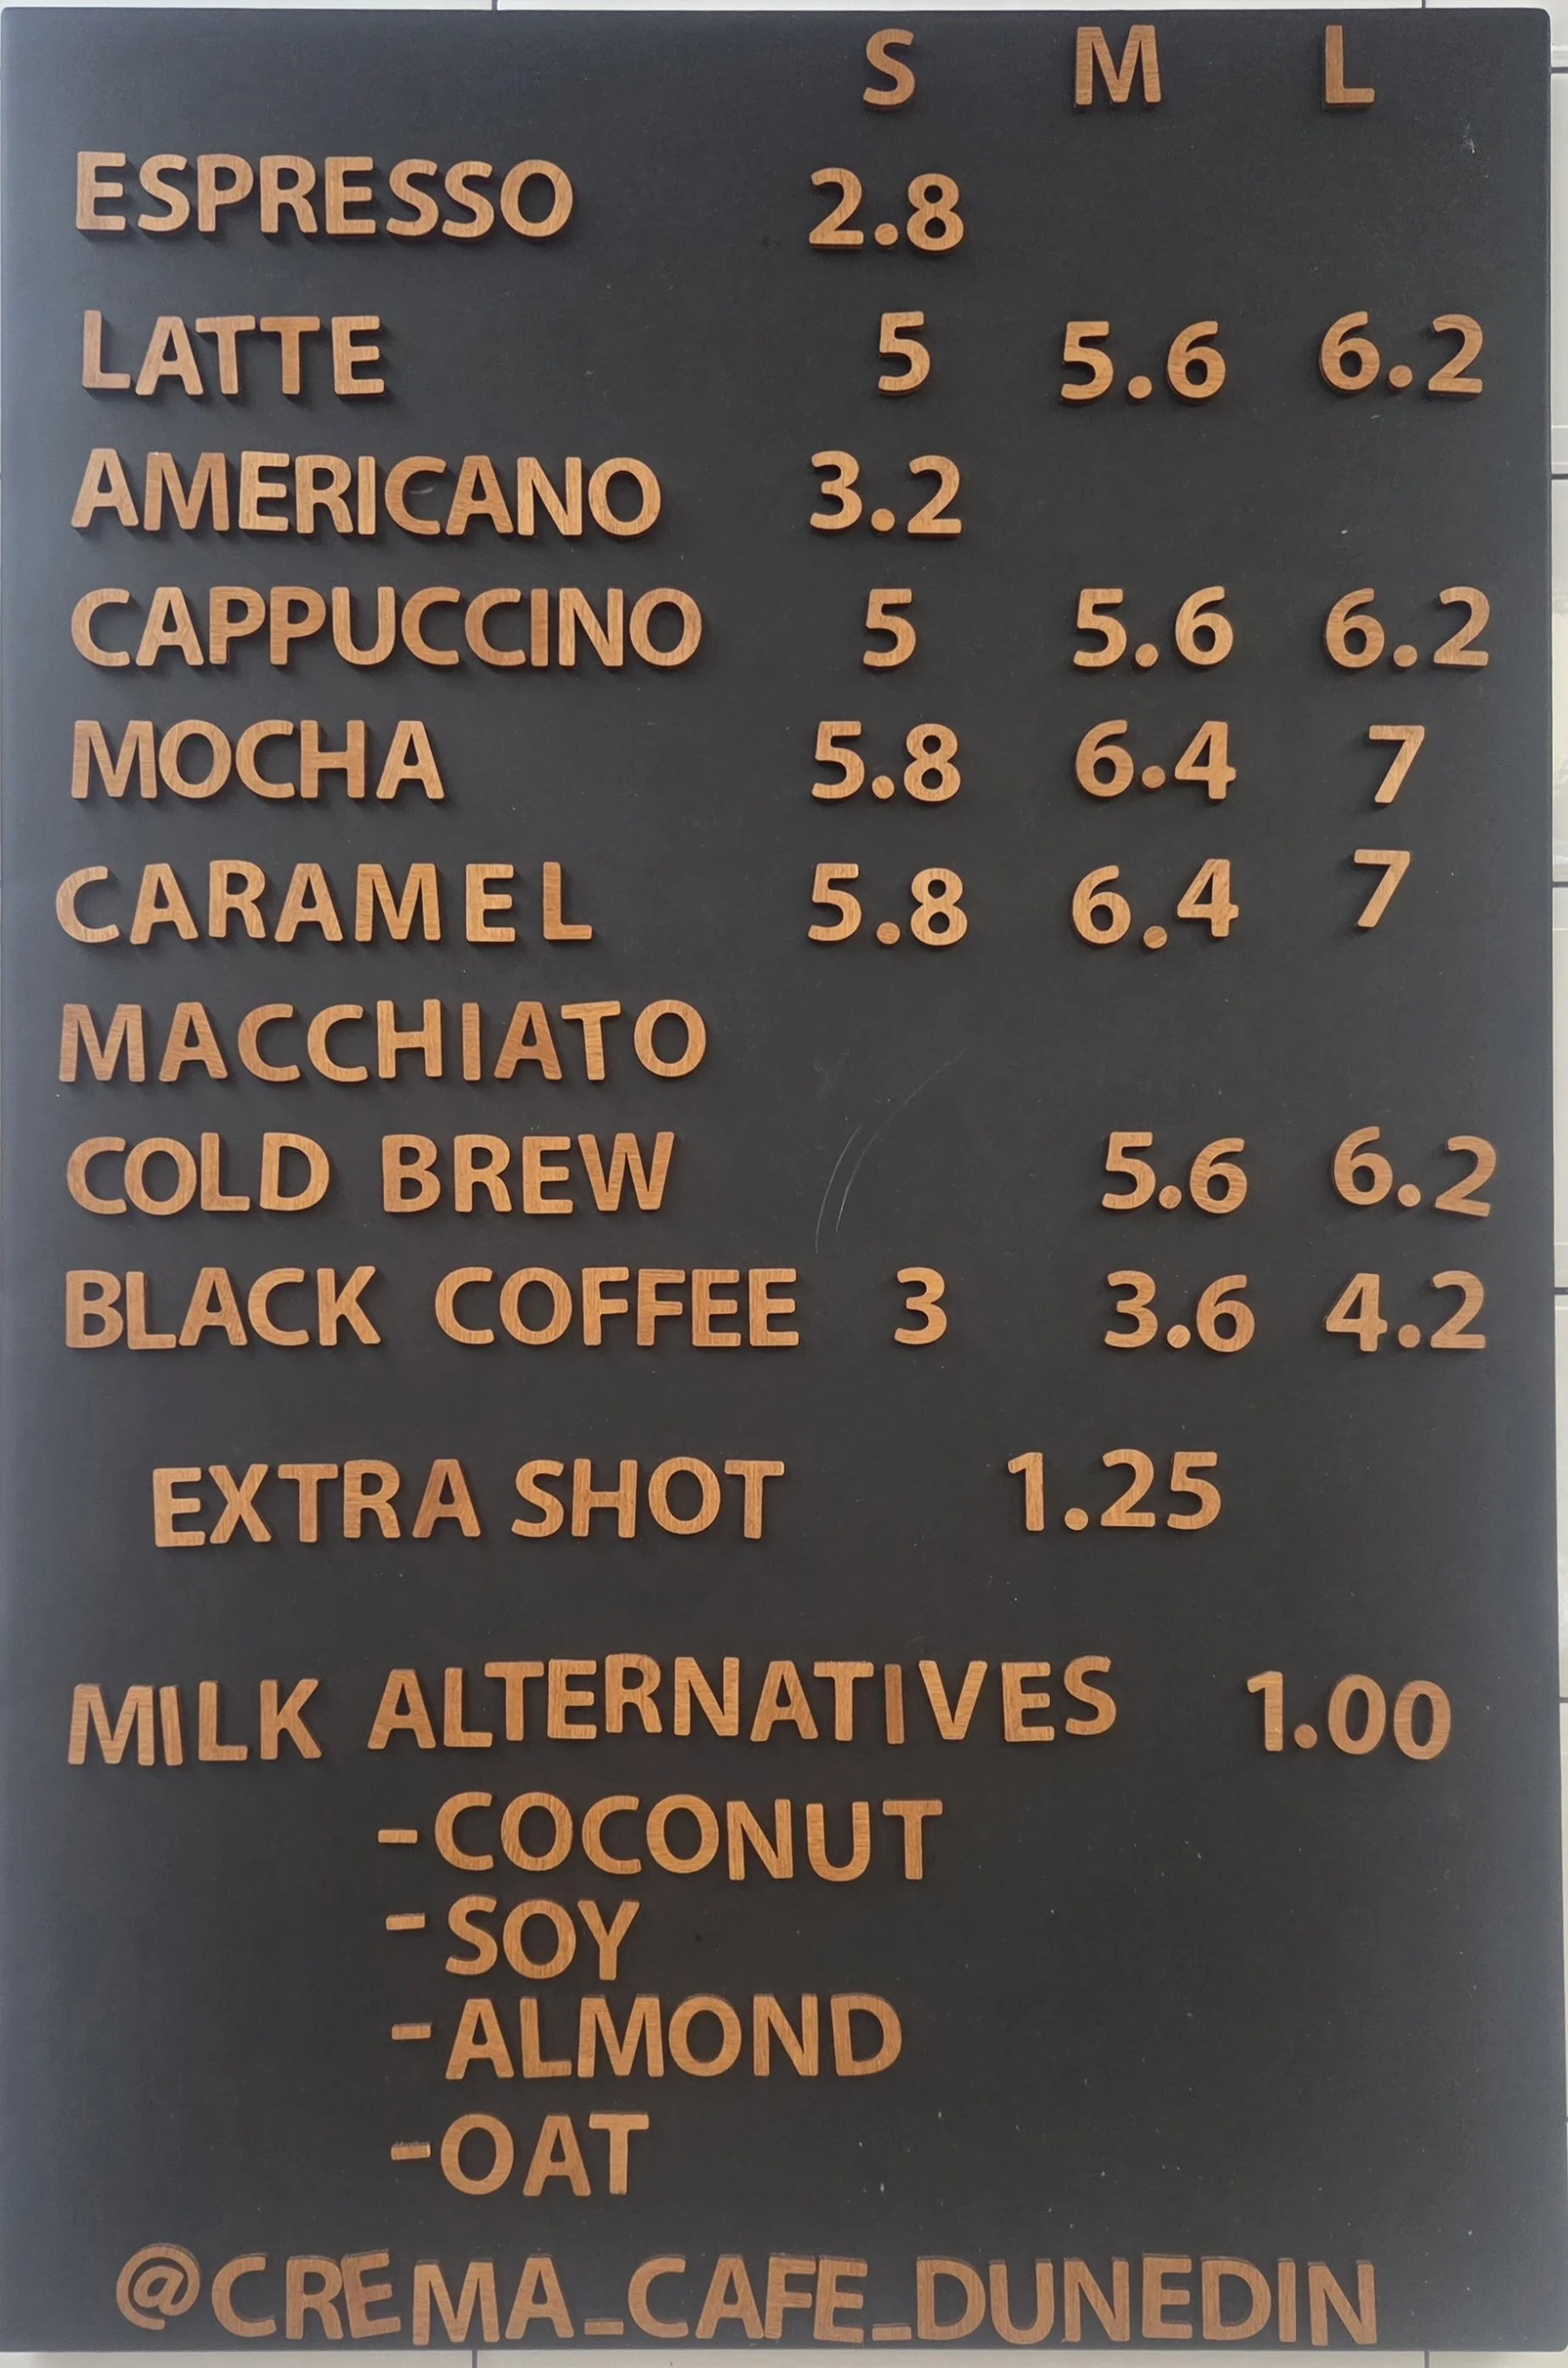 S M L
ESPRESSO 2.8
LATTE 5 5.6 6.2
AMERICANO 3.2
CAPPUCCINO 5 5.6 6.2
MOCHA 5.8 6.4 7
CARAMEL 5.8 6.4 7
MACCHIATO
COLD BREW 5.6 6.2
BLACK COFFEE 3 3.6 4.2
EXTRA SHOT 1.25
MILK ALTERNATIVES 1.00
-COCONUT
-SOY
-ALMOND
-OAT
@CREMA_CAFE_DUNEDIN